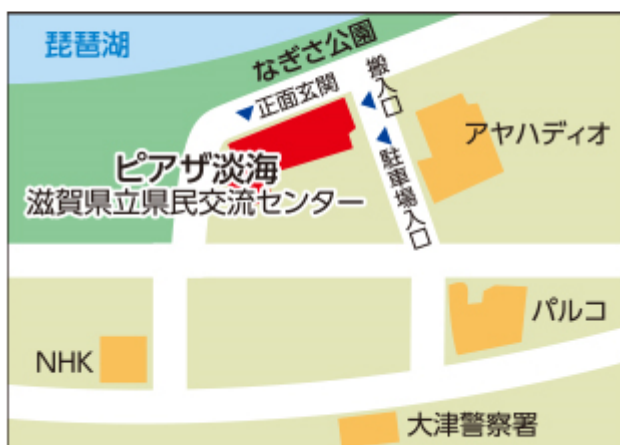 琵琶湖
なぎさ公園
正面玄関
搬入口
駐車場入口
アヤハディオ
ピアザ淡海
滋賀県立県民交流センター
パルコ
NHK
大津警察署